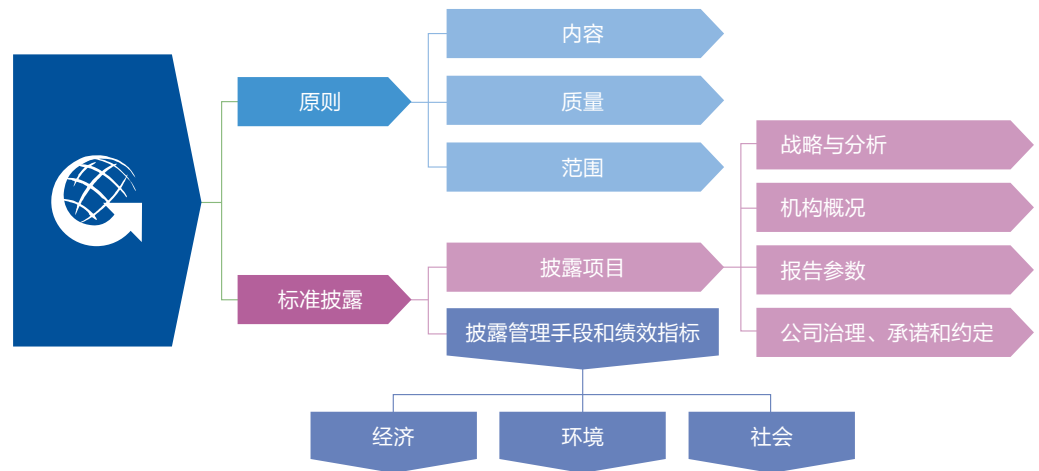 原则
内容
质量
范围
标准披露
披露项目
战略与分析
机构概况
报告参数
公司治理、承诺和约定
披露管理手段和绩效指标
经济
环境
社会